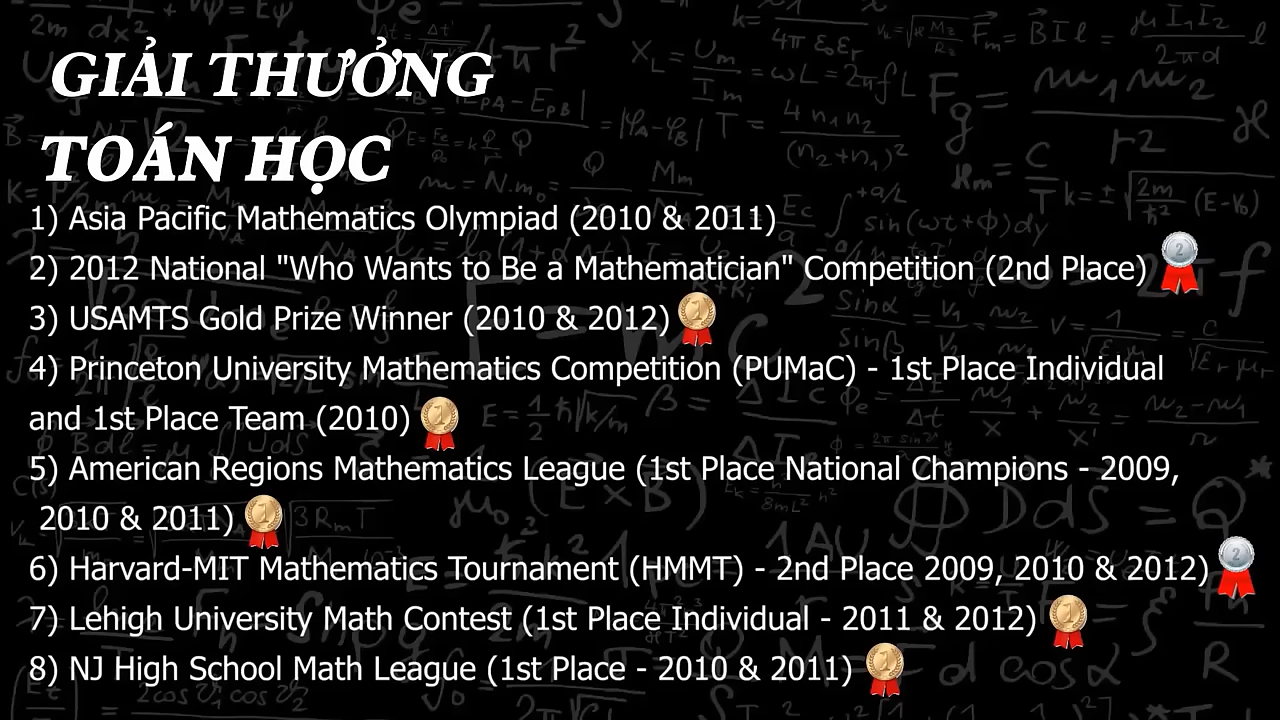 GIẢI THƯỞNG
TOÁN HỌC
1) Asia Pacific Mathematics Olympiad (2010 & 2011)
2) 2012 National "Who Wants to Be a Mathematician" Competition (2nd Place)
3) USAMTS Gold Prize Winner (2010 & 2012)
4) Princeton University Mathematics Competition (PUMaC) - 1st Place Individual
and 1st Place Team (2010)
5) American Regions Mathematics League (1st Place National Champions - 2009,
2010 & 2011)
6) Harvard-MIT Mathematics Tournament (HMMT) - 2nd Place 2009, 2010 & 2012)
7) Lehigh University Math Contest (1st Place Individual - 2011 & 2012)
8) NJ High School Math League (1st Place - 2010 & 2011)